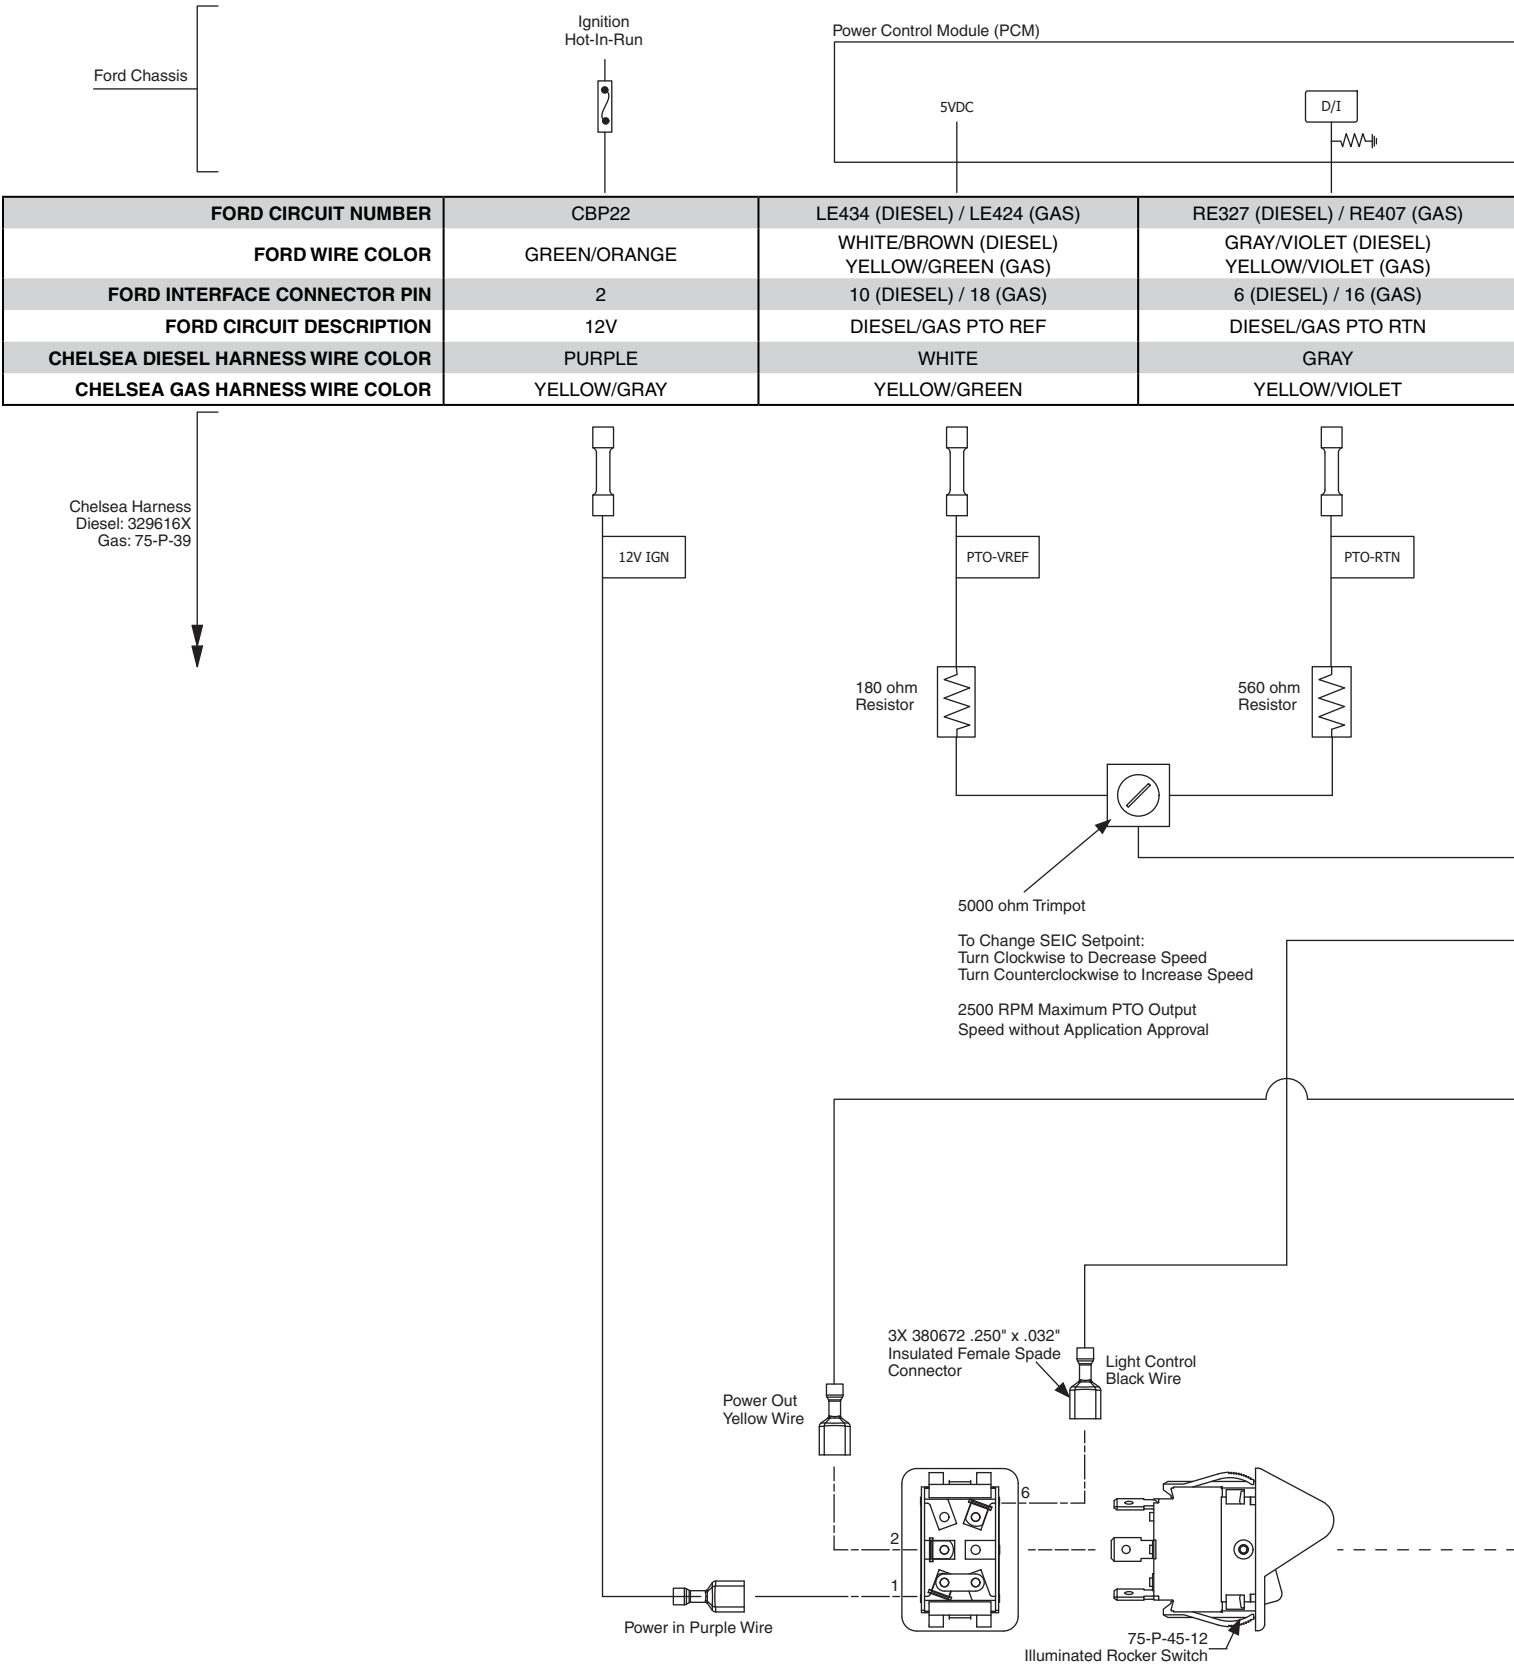 Ignition
Hot-In-Run
Power Control Module (PCM)
Ford Chassis
5VDC
D/I
FORD CIRCUIT NUMBER CBP22 LE434 (DIESEL) / LE424 (GAS) RE327 (DIESEL) / RE407 (GAS)
FORD WIRE COLOR GREEN/ORANGE WHITE/BROWN (DIESEL) GRAY/VIOLET (DIESEL)
YELLOW/GREEN (GAS) YELLOW/VIOLET (GAS)
FORD INTERFACE CONNECTOR PIN 2 10 (DIESEL) / 18 (GAS) 6 (DIESEL) / 16 (GAS)
FORD CIRCUIT DESCRIPTION 12V DIESEL/GAS PTO REF DIESEL/GAS PTO RTN
CHELSEA DIESEL HARNESS WIRE COLOR PURPLE WHITE GRAY
CHELSEA GAS HARNESS WIRE COLOR YELLOW/GRAY YELLOW/GREEN YELLOW/VIOLET
Chelsea Harness
Diesel: 329616X
Gas: 75-P-39
12V IGN
PTO-VREF
PTO-RTN
180 ohm
Resistor
560 ohm
Resistor
5000 ohm Trimpot
To Change SEIC Setpoint:
Turn Clockwise to Decrease Speed
Turn Counterclockwise to Increase Speed
2500 RPM Maximum PTO Output
Speed without Application Approval
3X 380672 .250" x .032"
Insulated Female Spade
Connector
Light Control
Black Wire
Power Out
Yellow Wire
6
2
1
Power in Purple Wire
75-P-45-12
Illuminated Rocker Switch